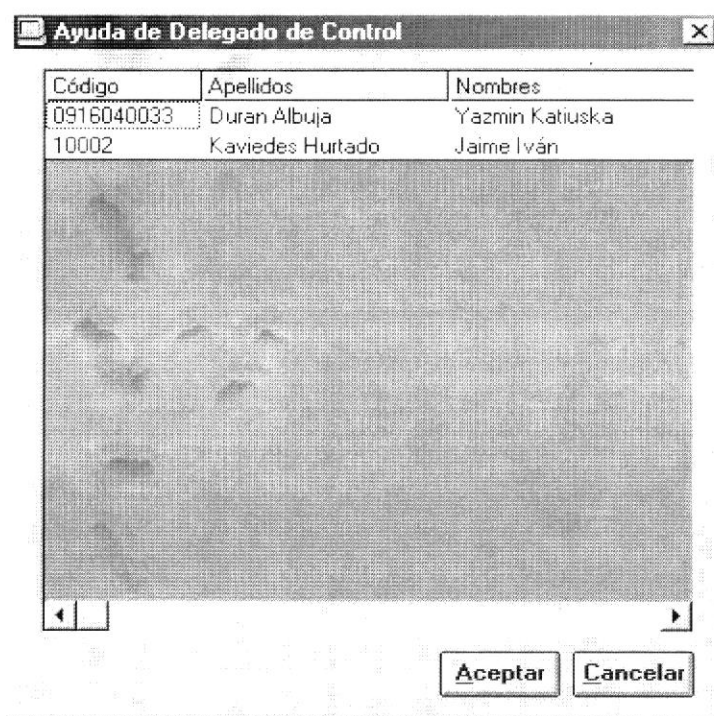 Ayuda de Delegado de Control
Código Apellidos Nombres
0916040033 Duran Albuja Yazmin Katiuska
10002 Kaviedes Hurtado Jaime Iván
Aceptar Cancelar